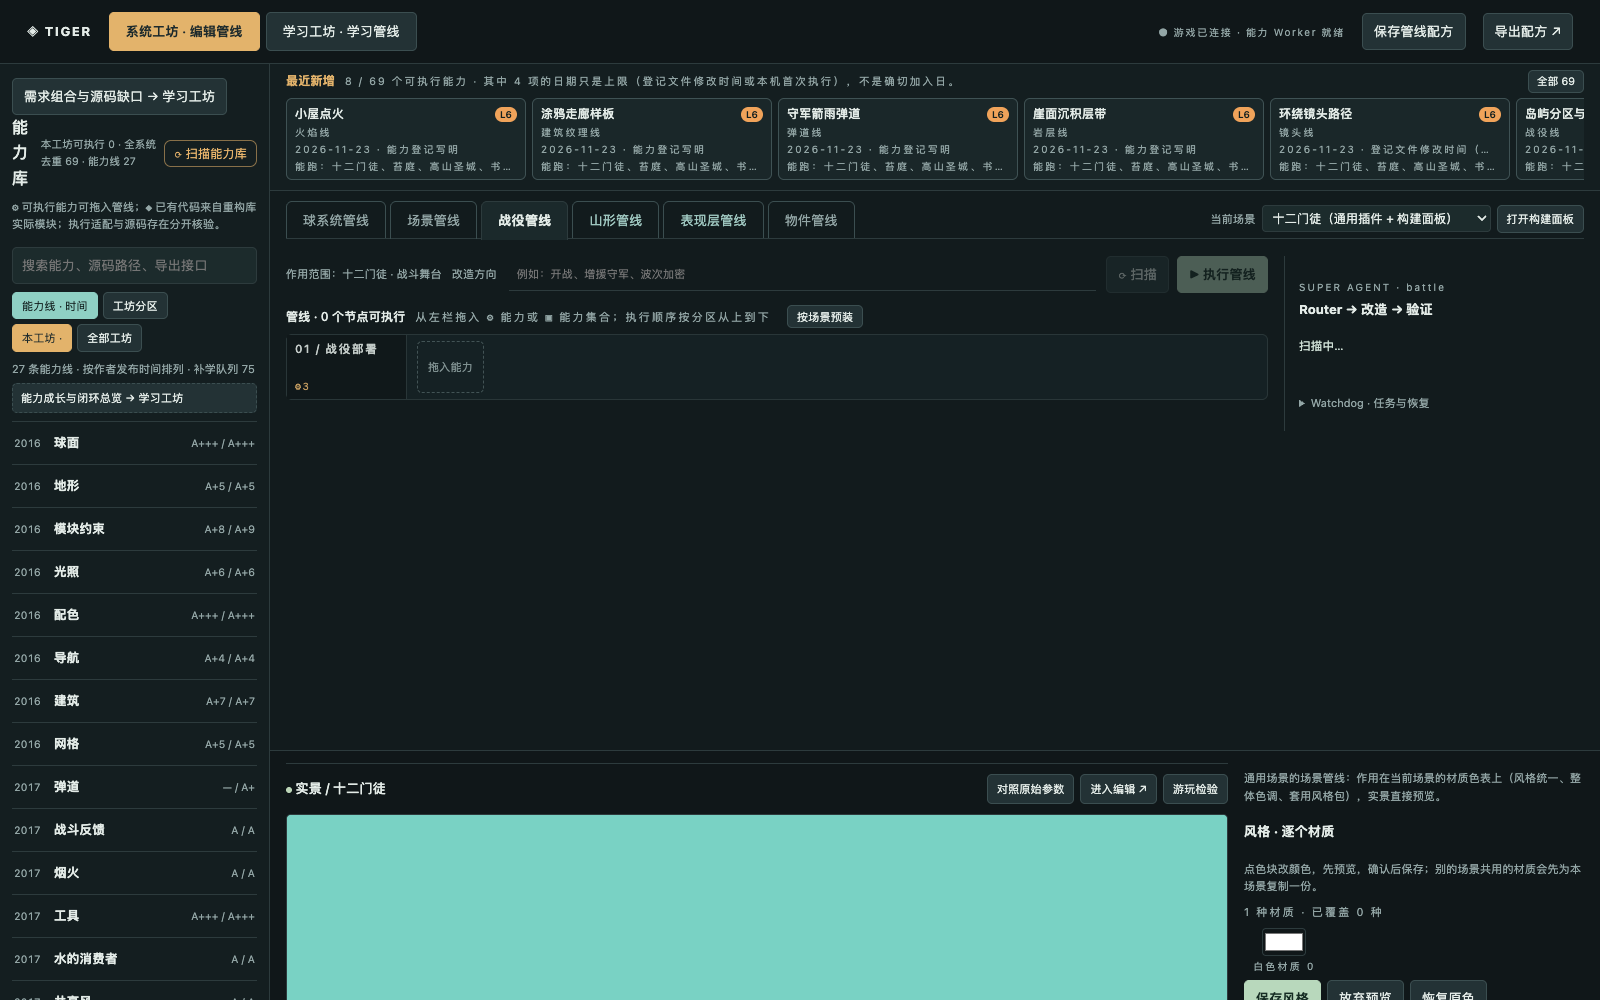 ◈ TIGER
系统工坊 · 编辑管线
学习工坊 · 学习管线
游戏已连接 · 能力 Worker 就绪
保存管线配方
导出配方 ↗
需求组合与源码缺口 → 学习工坊
能力库
本工坊可执行 0 · 全系统去重 69 · 能力线 27
⟳ 扫描能力库
⚙ 可执行能力可拖入管线；◆ 已有代码来自重构库
实际模块；执行适配与源码存在分开核验。
搜索能力、源码路径、导出接口
能力线 · 时间
工坊分区
本工坊 ·
全部工坊
27 条能力线 · 按作者发布时间排列 · 补学队列 75
能力成长与闭环总览 → 学习工坊
2016 球面 A+++ / A+++
2016 地形 A+5 / A+5
2016 模块约束 A+8 / A+9
2016 光照 A+6 / A+6
2016 配色 A+++ / A+++
2016 导航 A+4 / A+4
2016 建筑 A+7 / A+7
2016 网格 A+5 / A+5
2017 弹道 — / A+
2017 战斗反馈 A / A
2017 烟火 A / A
2017 工具 A+++ / A+++
2017 水的消费者 A / A
最近新增 8 / 69 个可执行能力 · 其中 4 项的日期只是上限（登记文件修改时间或本机首次执行），不是确切加入日。
全部 69
小屋点火 L6
火焰线
2026-11-23 · 能力登记写明
能跑：十二门徒、苔庭、高山圣城、书…
涂鸦走廊样板 L6
建筑纹理线
2026-11-23 · 能力登记写明
能跑：十二门徒、苔庭、高山圣城、书…
守军箭雨弹道 L6
弹道线
2026-11-23 · 能力登记写明
能跑：十二门徒、苔庭、高山圣城、书…
崖面沉积层带 L6
岩层线
2026-11-23 · 能力登记写明
能跑：十二门徒、苔庭、高山圣城、书…
环绕镜头路径 L6
镜头线
2026-11-23 · 登记文件修改时间（…
能跑：十二门徒、苔庭、高山圣城、书…
岛屿分区与
战役线
2026-11-
能跑：十二
球系统管线
场景管线
战役管线
山形管线
表现层管线
物件管线
当前场景
十二门徒（通用插件 + 构建面板）
打开构建面板
作用范围：十二门徒 · 战斗舞台 改造方向
例如：开战、增援守军、波次加密
⟳ 扫描
▶ 执行管线
管线 · 0 个节点可执行 从左栏拖入 ⚙ 能力或 ▣ 能力集合；执行顺序按分区从上到下
按场景预装
01 / 战役部署
⚙3
拖入能力
SUPER AGENT · battle
Router → 改造 → 验证
扫描中…
▶ Watchdog · 任务与恢复
● 实景 / 十二门徒
对照原始参数
进入编辑 ↗
游玩检验
通用场景的场景管线：作用在当前场景的材质色表上（风格统一、整
体色调、套用风格包），实景直接预览。
风格 · 逐个材质
点色块改颜色，先预览，确认后保存；别的场景共用的材质会先为本
场景复制一份。
1 种材质 · 已覆盖 0 种
白色材质 0
保存风格
放弃预览
恢复原色